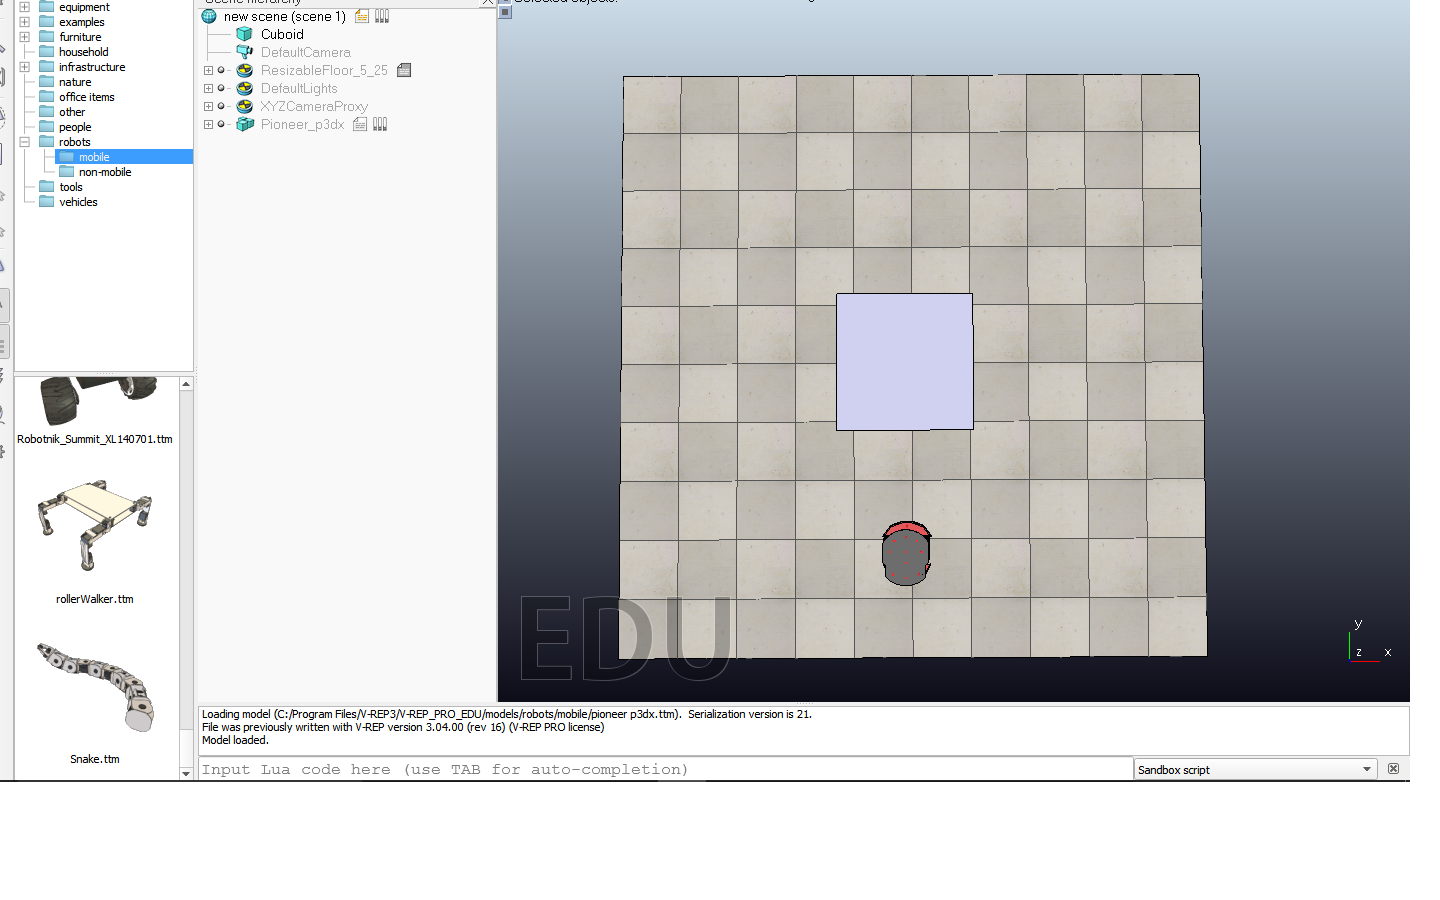 equipment
examples
furniture
household
infrastructure
nature
office items
other
people
robots
mobile
non-mobile
tools
vehicles
Robotnik_Summit_XL140701.ttm
rollerWalker.ttm
Snake.ttm
Scene hierarchy
new scene (scene 1)
Cuboid
DefaultCamera
ResizableFloor_5_25
DefaultLights
XYZCameraProxy
Pioneer_p3dx
Selected objects:
EDU
y
z x
Loading model (C:/Program Files/V-REP3/V-REP_PRO_EDU/models/robots/mobile/pioneer p3dx.ttm).  Serialization version is 21.
File was previously written with V-REP version 3.04.00 (rev 16) (V-REP PRO license)
Model loaded.
Input Lua code here (use TAB for auto-completion)
Sandbox script